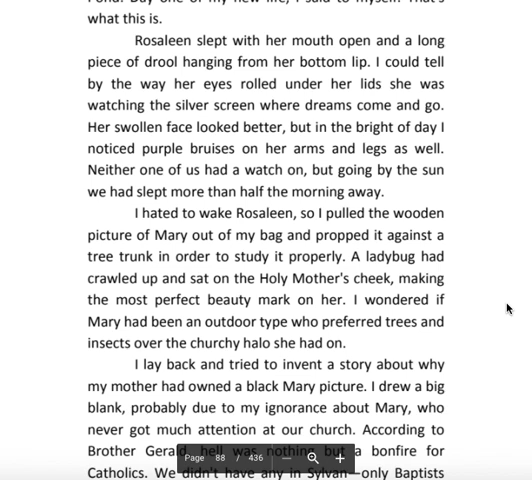 Day one of my new life, I said to myself. That's
what this is.
Rosaleen slept with her mouth open and a long
piece of drool hanging from her bottom lip. I could tell
by the way her eyes rolled under her lids she was
watching the silver screen where dreams come and go.
Her swollen face looked better, but in the bright of day I
noticed purple bruises on her arms and legs as well.
Neither one of us had a watch on, but going by the sun
we had slept more than half the morning away.
I hated to wake Rosaleen, so I pulled the wooden
picture of Mary out of my bag and propped it against a
tree trunk in order to study it properly. A ladybug had
crawled up and sat on the Holy Mother's cheek, making
the most perfect beauty mark on her. I wondered if
Mary had been an outdoor type who preferred trees and
insects over the churchy halo she had on.
I lay back and tried to invent a story about why
my mother had owned a black Mary picture. I drew a big
blank, probably due to my ignorance about Mary, who
never got much attention at our church. According to
Brother Gerald, hell was nothing but a bonfire for
Page 88 / 436
Catholics. We didn't have any in Sylvan—only Baptists